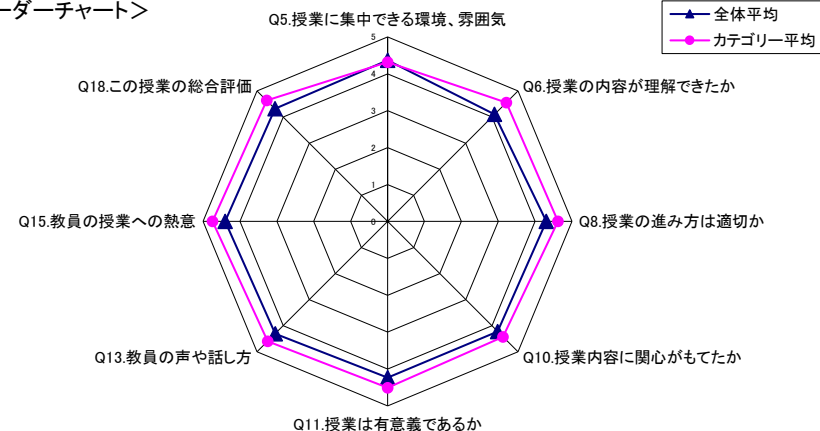 ーダーチャート＞
全体平均
カテゴリー平均
Q5.授業に集中できる環境、雰囲気
Q18.この授業の総合評価
Q6.授業の内容が理解できたか
Q15.教員の授業への熱意
Q8.授業の進み方は適切か
Q13.教員の声や話し方
Q10.授業内容に関心がもてたか
Q11.授業は有意義であるか
5
4
3
2
1
0